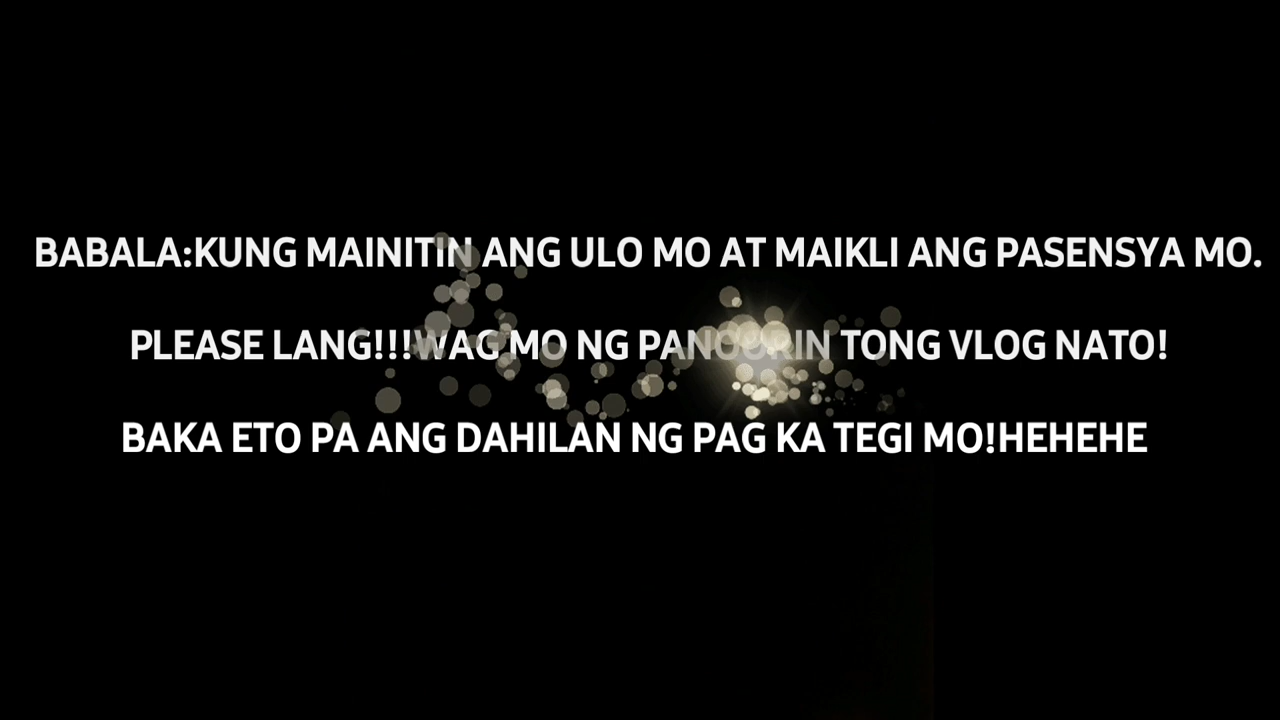 BABALA:KUNG MAINITIN ANG ULO MO AT MAIKLI ANG PASENSYA MO.
PLEASE LANG!!!WAG MO NG PANOORIN TONG VLOG NATO!
BAKA ETO PA ANG DAHILAN NG PAG KA TEGI MO!HEHEHE